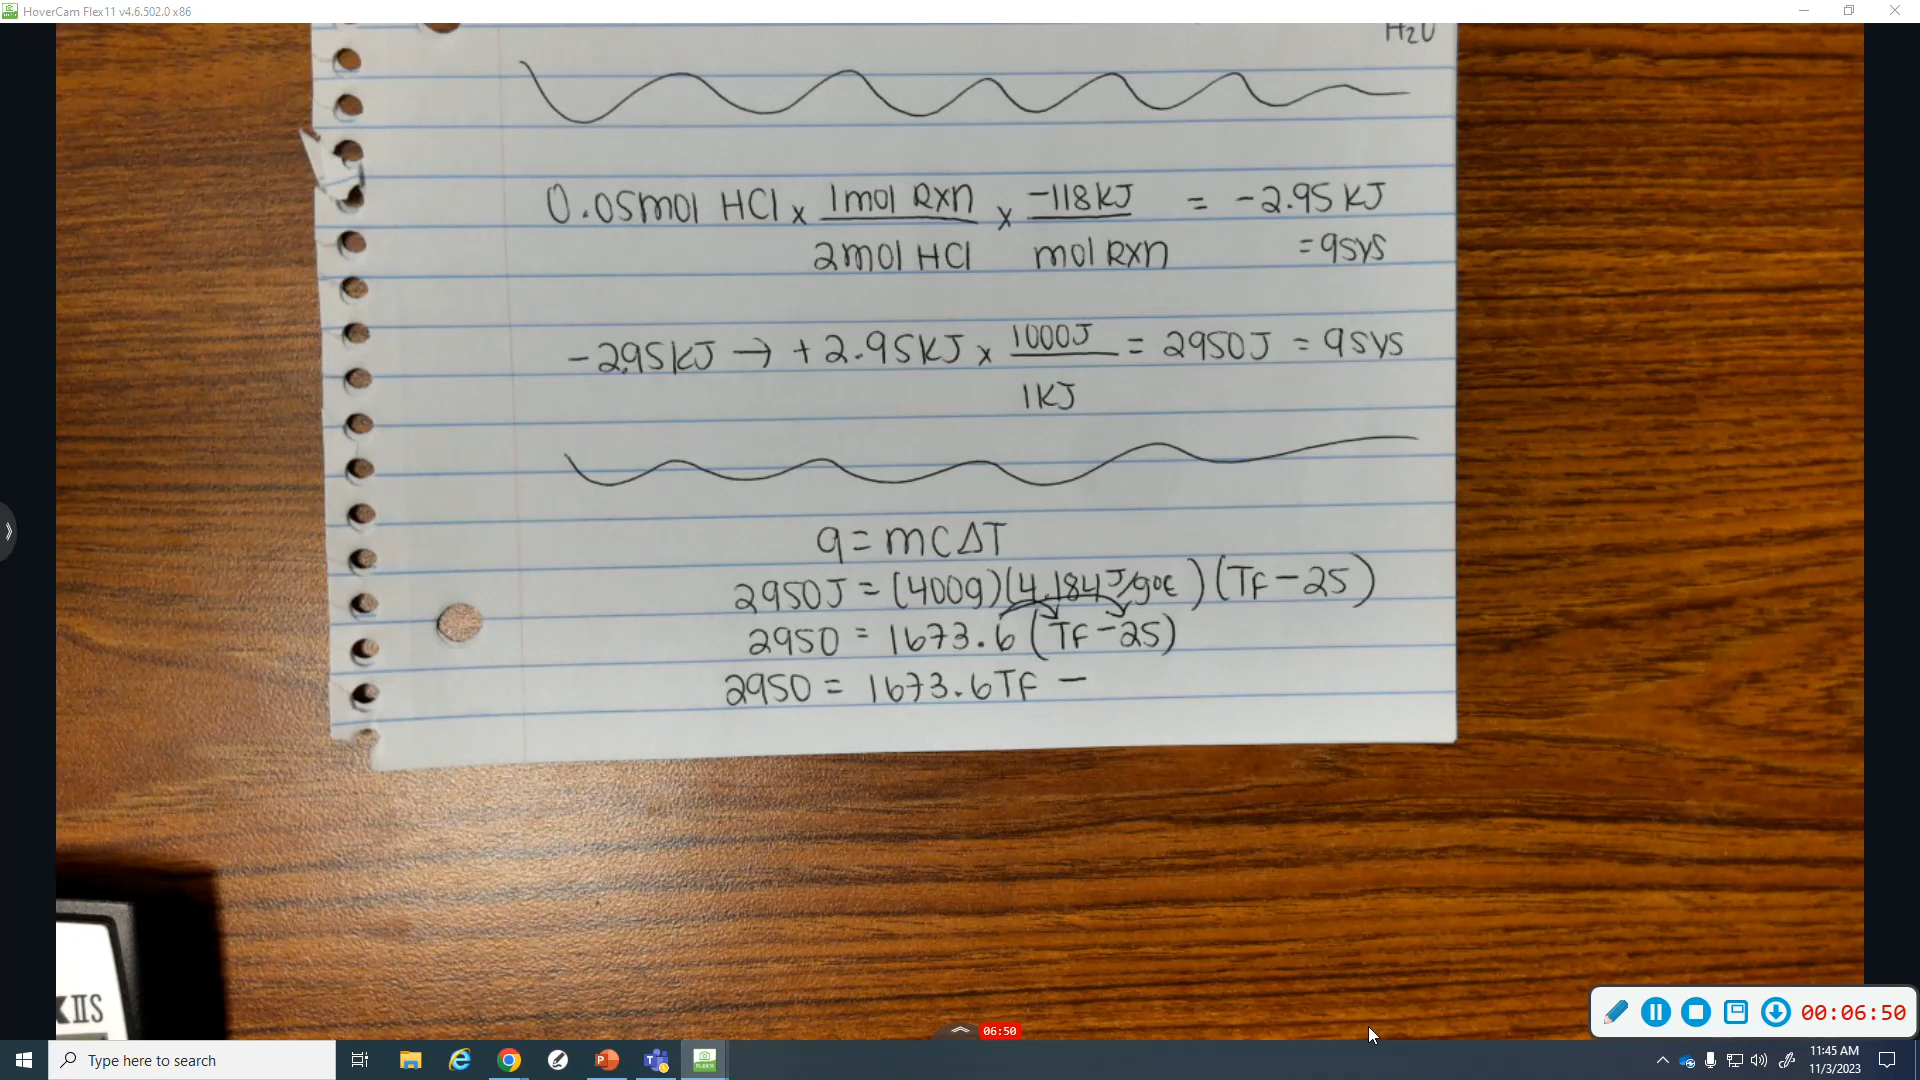 HoverCam Flex11 v4.6.502.0 x86
H2O
0.05mol HCl x 1mol RXn x -118KJ = -2.95KJ
2mol HCl mol RXn = qsys
-2.95KJ → +2.95KJ x 1000J = 2950J = qsys
1KJ
q = mCΔT
2950J = (400g)(4.184J/g°C)(TF-25)
2950 = 1673.6(TF-25)
2950 = 1673.6TF -
XIIS
06:50
00:06:50
Type here to search
11:45 AM
11/3/2023